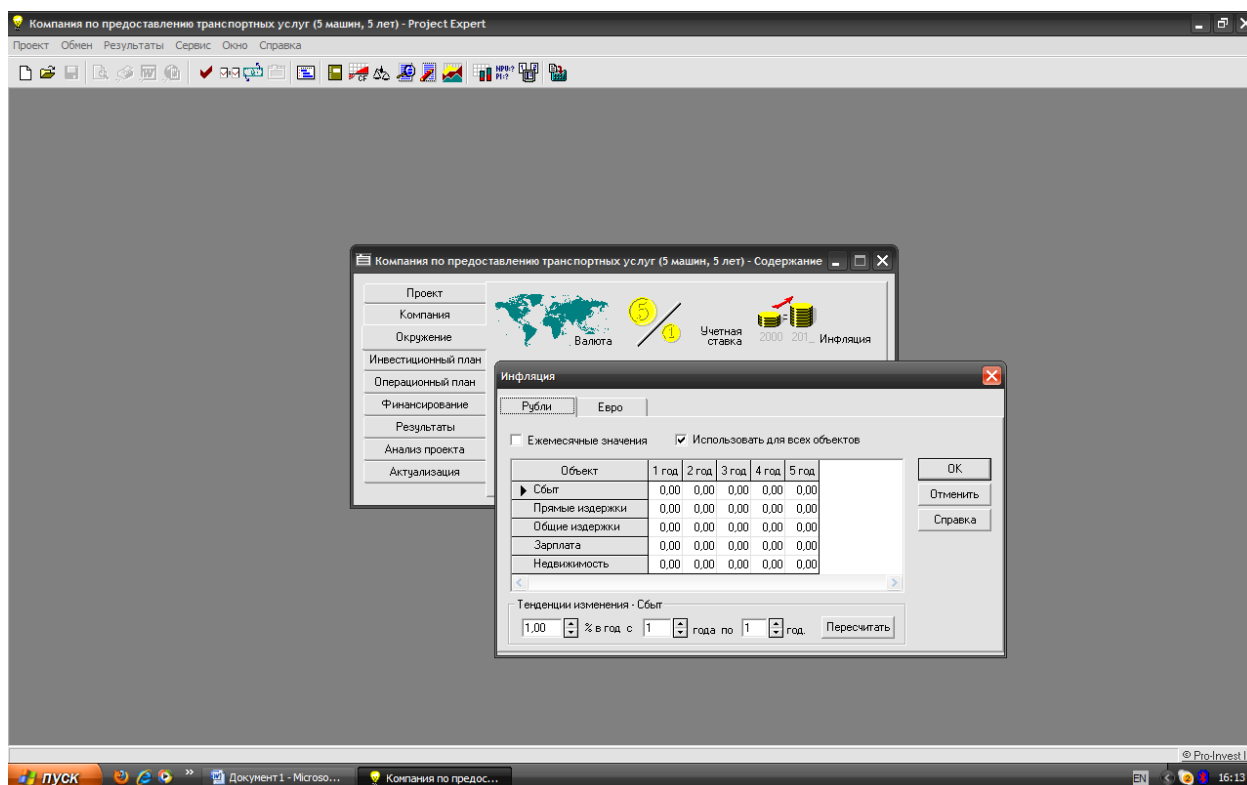 Компания по предоставлению транспортных услуг (5 машин, 5 лет) - Project Expert
Проект Обмен Результаты Сервис Окно Справка
NPV:?
PI:?
Компания по предоставлению транспортных услуг (5 машин, 5 лет) - Содержание
Проект
Компания
Окружение
Инвестиционный план
Операционный план
Финансирование
Результаты
Анализ проекта
Актуализация
Валюта
5
1
Учетная
ставка
2000 201_ Инфляция
Инфляция
Рубли Евро
Ежемесячные значения Использовать для всех объектов
Объект 1 год 2 год 3 год 4 год 5 год
Сбыт 0,00 0,00 0,00 0,00 0,00
Прямые издержки 0,00 0,00 0,00 0,00 0,00
Общие издержки 0,00 0,00 0,00 0,00 0,00
Зарплата 0,00 0,00 0,00 0,00 0,00
Недвижимость 0,00 0,00 0,00 0,00 0,00
OK
Отменить
Справка
Тенденции изменения - Сбыт
1,00 % в год с 1 года по 1 год. Пересчитать
© Pro-Invest I
пуск » Документ1 - Microso... Компания по предос... EN 16:13